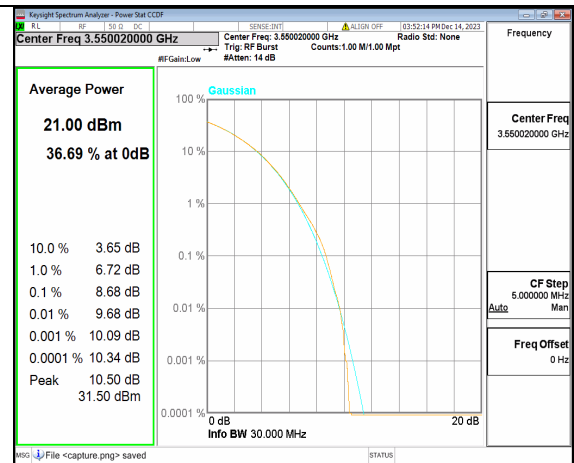 Keysight Spectrum Analyzer - Power Stat CCDF
RL RF 50 Ω DC SENSE:INT ALIGN OFF 03:52:14 PM Dec 14, 2023
Center Freq 3.550020000 GHz
Center Freq: 3.550020000 GHz Radio Std: None
Trig: RF Burst Counts:1.00 M/1.00 Mpt
#IFGain:Low #Atten: 14 dB
Frequency
Average Power
21.00 dBm
36.69 % at 0dB
10.0 % 3.65 dB
1.0 % 6.72 dB
0.1 % 8.68 dB
0.01 % 9.68 dB
0.001 % 10.09 dB
0.0001 % 10.34 dB
Peak 10.50 dB
31.50 dBm
Gaussian
100 %
10 %
1 %
0.1 %
0.01 %
0.001 %
0.0001 %
0 dB 20 dB
Info BW 30.000 MHz
Center Freq
3.550020000 GHz
CF Step
5.000000 MHz
Auto Man
Freq Offset
0 Hz
MSG File <capture.png> saved STATUS